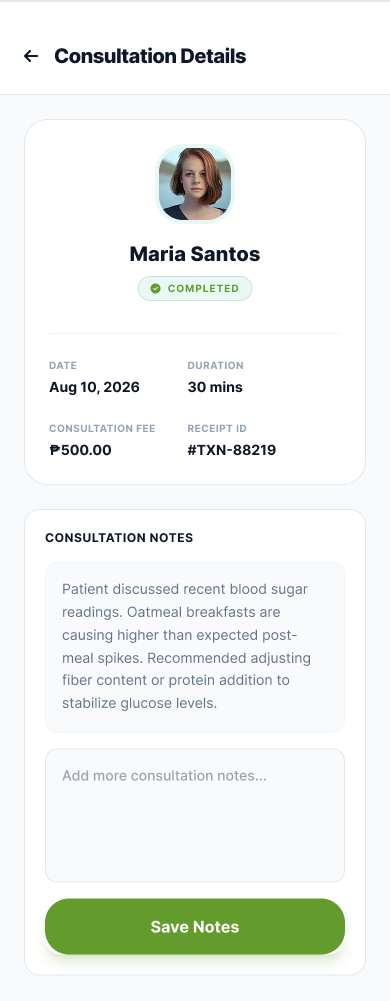 Consultation Details
Maria Santos
COMPLETED
DATE
DURATION
Aug 10, 2026
30 mins
CONSULTATION FEE
RECEIPT ID
₱500.00
#TXN-88219
CONSULTATION NOTES
Patient discussed recent blood sugar
readings. Oatmeal breakfasts are
causing higher than expected post-
meal spikes. Recommended adjusting
fiber content or protein addition to
stabilize glucose levels.
Add more consultation notes...
Save Notes